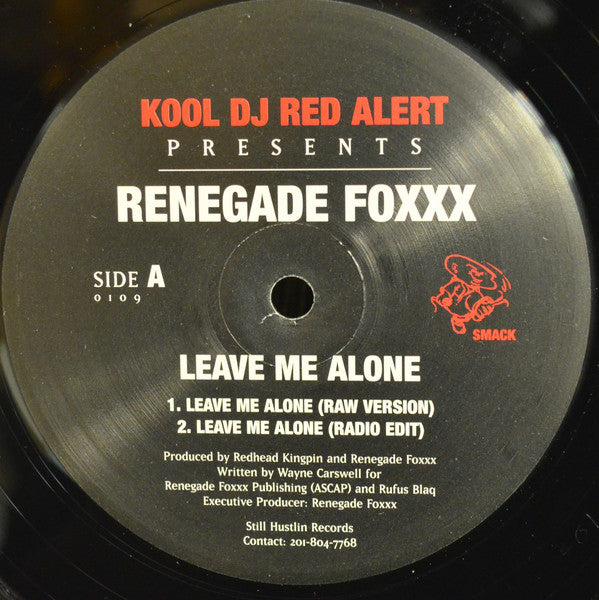 KOOL DJ RED ALERT
PRESENTS
RENEGADE FOXXX
SIDE A
0109
SMACK
LEAVE ME ALONE
1. LEAVE ME ALONE (RAW VERSION)
2. LEAVE ME ALONE (RADIO EDIT)
Produced by Redhead Kingpin and Renegade Foxxx
Written by Wayne Carswell for
Renegade Foxxx Publishing (ASCAP) and Rufus Blaq
Executive Producer: Renegade Foxxx
Still Hustlin Records
Contact: 201-804-7768